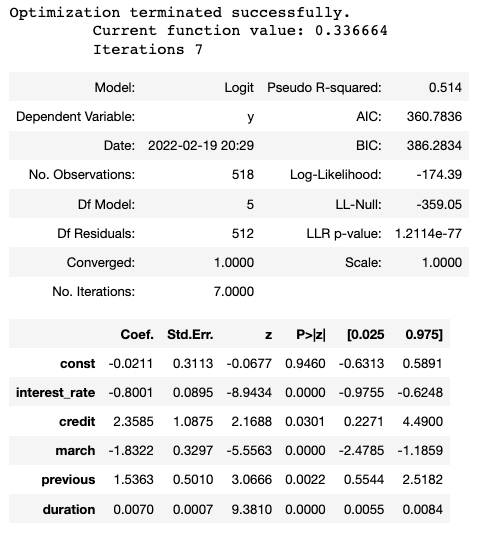 Optimization terminated successfully.
Current function value: 0.336664
Iterations 7
Model: Logit Pseudo R-squared: 0.514
Dependent Variable: y AIC: 360.7836
Date: 2022-02-19 20:29 BIC: 386.2834
No. Observations: 518 Log-Likelihood: -174.39
Df Model: 5 LL-Null: -359.05
Df Residuals: 512 LLR p-value: 1.2114e-77
Converged: 1.0000 Scale: 1.0000
No. Iterations: 7.0000
Coef. Std.Err. z P>|z| [0.025 0.975]
const -0.0211 0.3113 -0.0677 0.9460 -0.6313 0.5891
interest_rate -0.8001 0.0895 -8.9434 0.0000 -0.9755 -0.6248
credit 2.3585 1.0875 2.1688 0.0301 0.2271 4.4900
march -1.8322 0.3297 -5.5563 0.0000 -2.4785 -1.1859
previous 1.5363 0.5010 3.0666 0.0022 0.5544 2.5182
duration 0.0070 0.0007 9.3810 0.0000 0.0055 0.0084